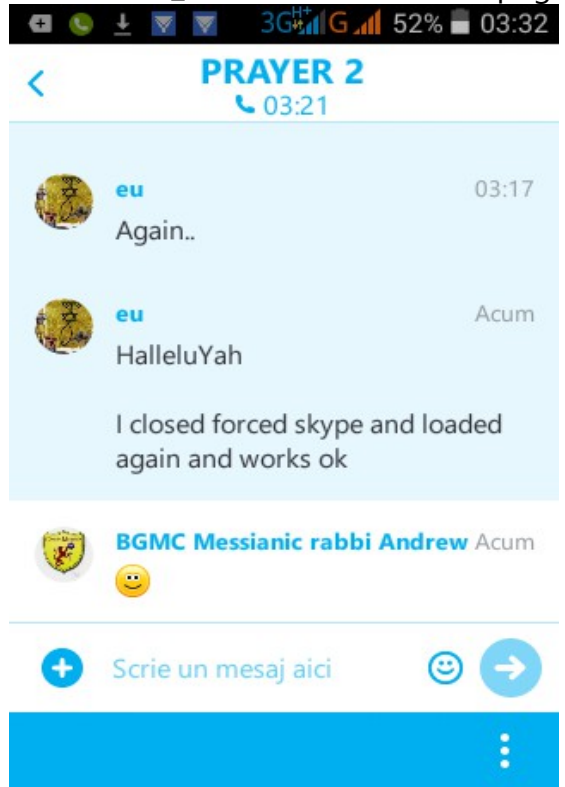 3G H+ G 52% 03:32
PRAYER 2
03:21
eu 03:17
Again..
eu Acum
HalleluYah
I closed forced skype and loaded
again and works ok
BGMC Messianic rabbi Andrew Acum
Scrie un mesaj aici